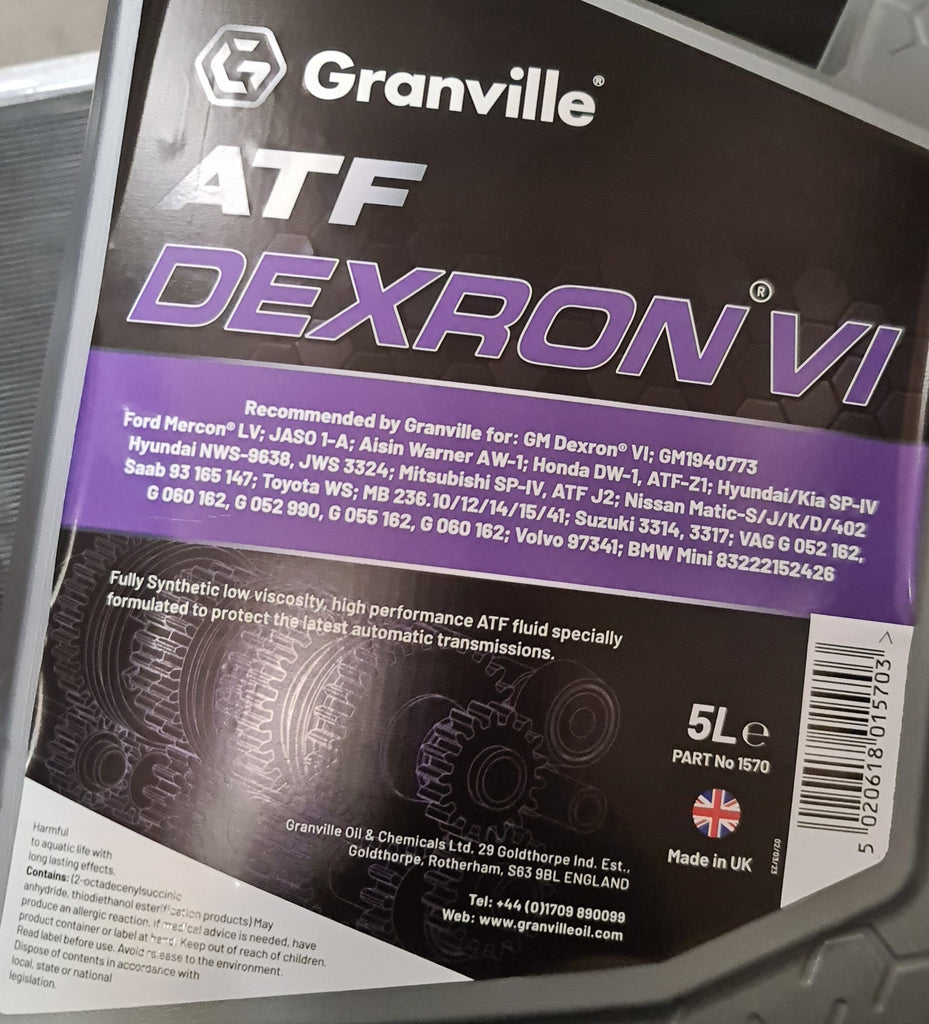 Granville®
ATF
DEXRON® VI
Recommended by Granville for: GM Dexron® VI; GM1940773
Ford Mercon® LV; JASO 1-A; Aisin Warner AW-1; Honda DW-1, ATF-Z1; Hyundai/Kia SP-IV
Hyundai NWS-9638, JWS 3324; Mitsubishi SP-IV, ATF J2; Nissan Matic-S/J/K/D/402
Saab 93 165 147; Toyota WS; MB 236.10/12/14/15/41; Suzuki 3314, 3317; VAG G 052 162,
G 060 162, G 052 990, G 055 162, G 060 162; Volvo 97341; BMW Mini 83222152426
Fully Synthetic low viscosity, high performance ATF fluid specially
formulated to protect the latest automatic transmissions.
5L e
PART No 1570
Made in UK
02/03/23
5 020618 015703 >
Granville Oil & Chemicals Ltd. 29 Goldthorpe Ind. Est.,
Goldthorpe, Rotherham, S63 9BL ENGLAND
Tel: +44 (0)1709 890099
Web: www.granvilleoil.com
Harmful
to aquatic life with
long lasting effects.
Contains: (2-octadecenylsuccinic
anhydride, thiodiethanol esterification products) May
produce an allergic reaction. If medical advice is needed, have
product container or label at hand. Keep out of reach of children.
Read label before use. Avoid release to the environment.
Dispose of contents in accordance with
local, state or national
legislation.